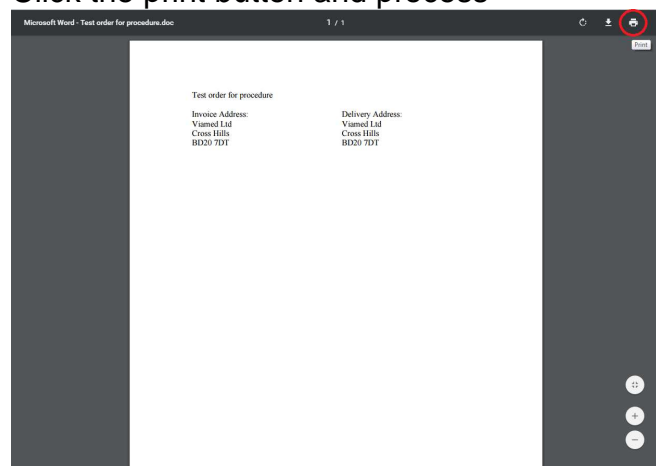 Click the print button and process
Microsoft Word - Test order for procedure.doc
1 / 1
Print
Test order for procedure
Invoice Address:
Viamed Ltd
Cross Hills
BD20 7DT
Delivery Address:
Viamed Ltd
Cross Hills
BD20 7DT